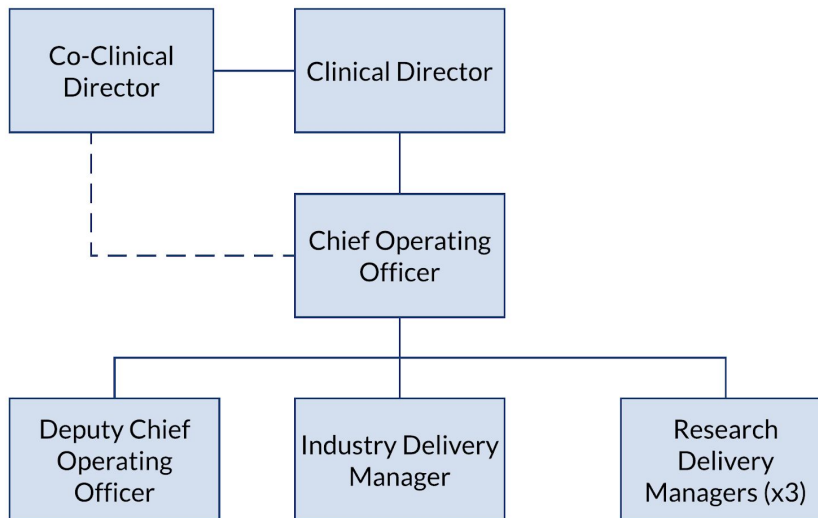 Co-Clinical
Director
Clinical Director
Chief Operating
Officer
Deputy Chief
Operating
Officer
Industry Delivery
Manager
Research
Delivery
Managers (x3)